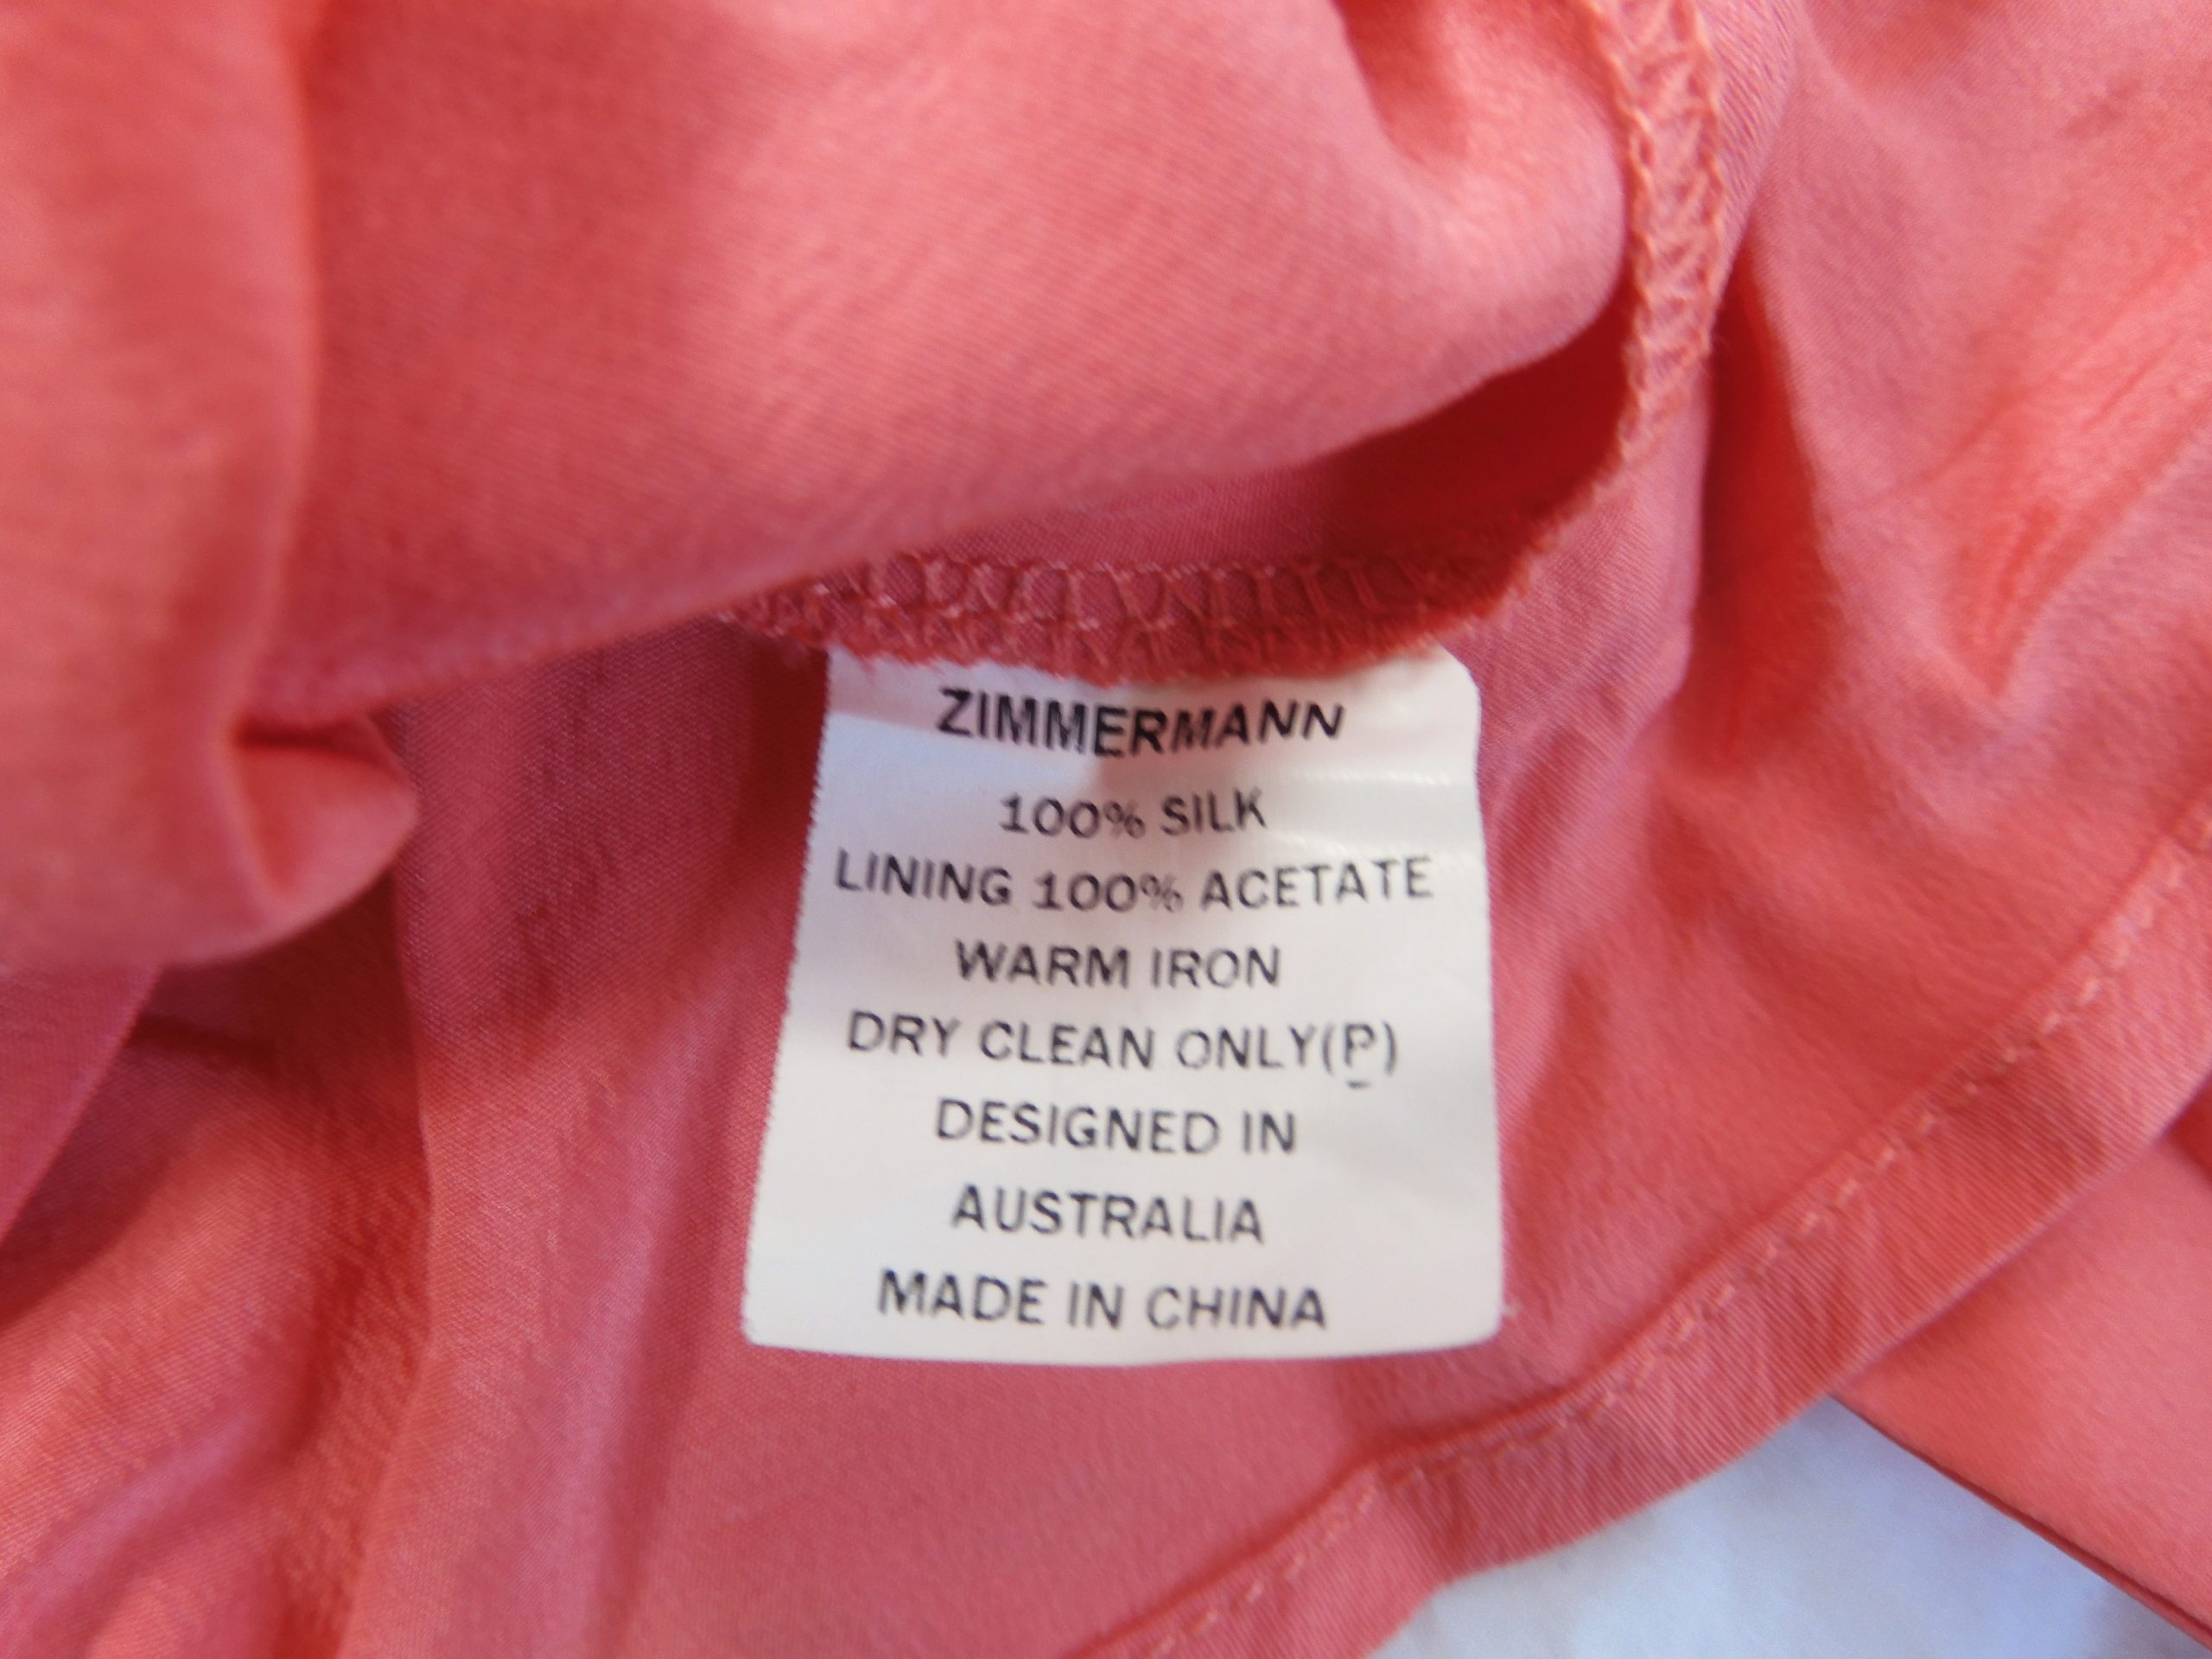 ZIMMERMANN
100% SILK
LINING 100% ACETATE
WARM IRON
DRY CLEAN ONLY(P)
DESIGNED IN
AUSTRALIA
MADE IN CHINA